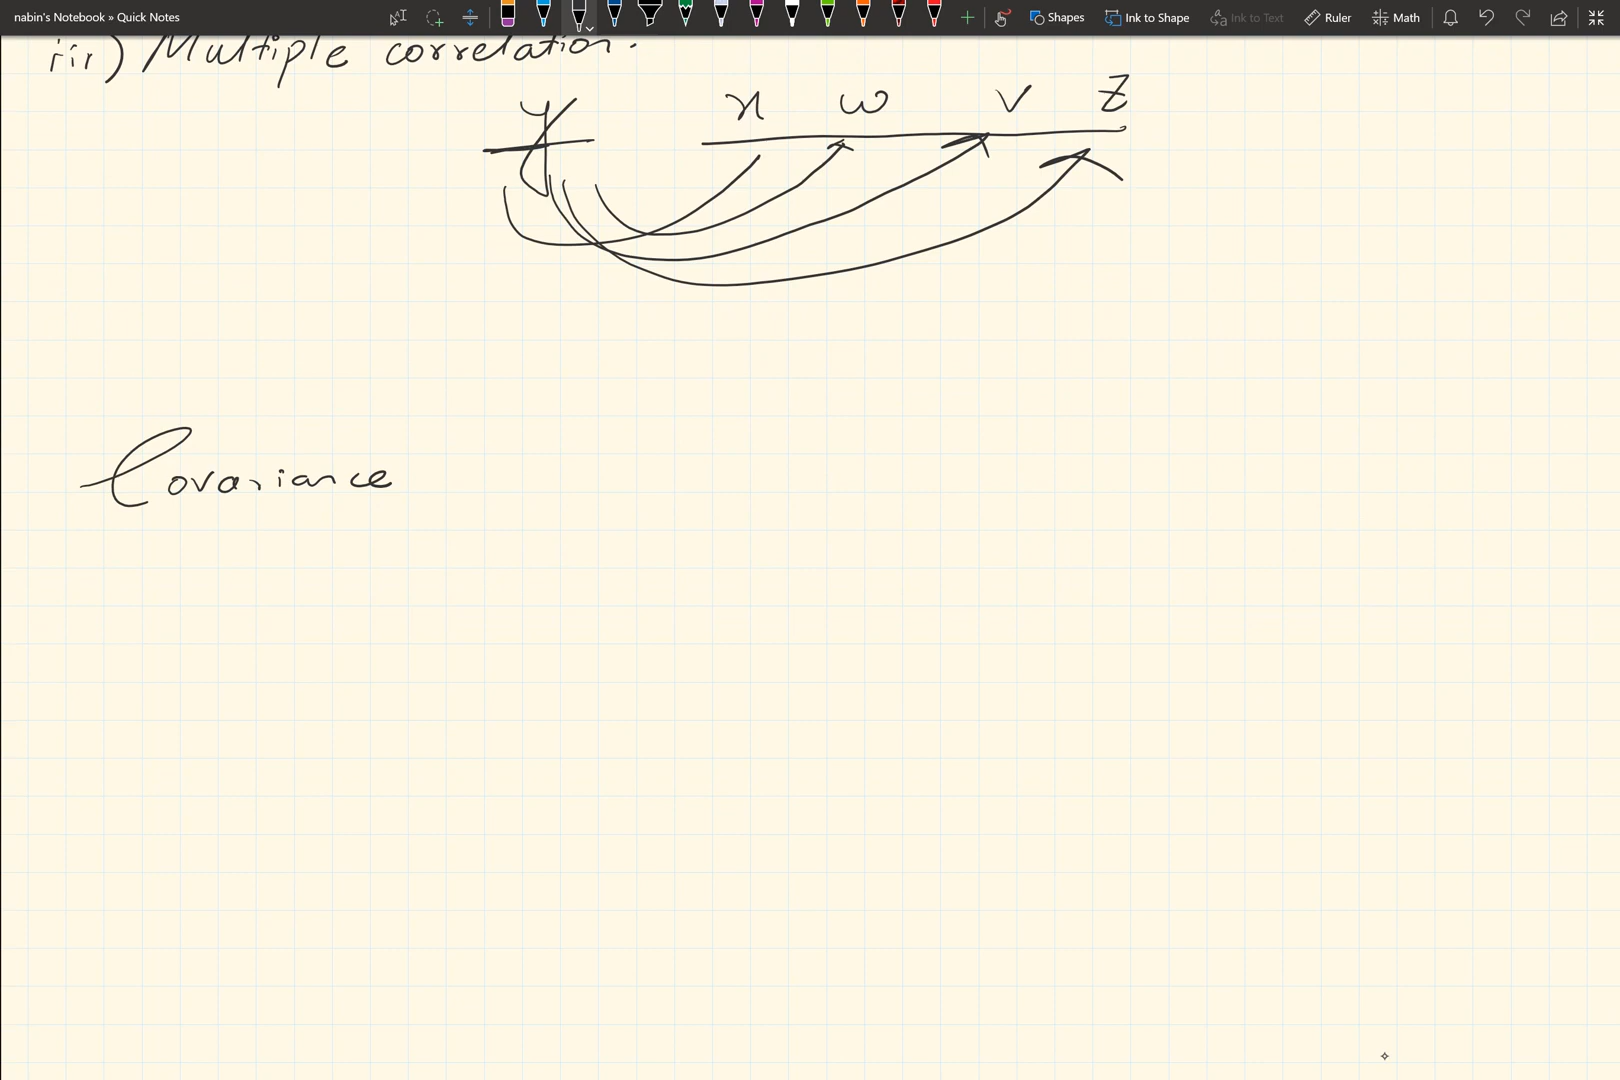 nabin's Notebook » Quick Notes
Shapes
Ink to Shape
Ink to Text
Ruler
Math
iii) Multiple correlation.
y x w v z
Covariance